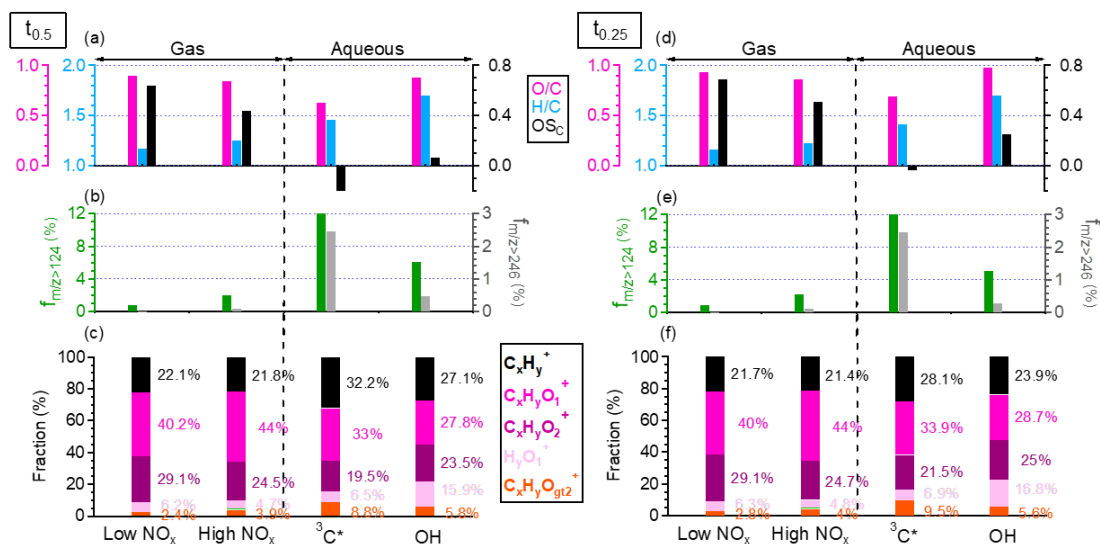 t0.5
(a)
Gas
Aqueous
1.0
0.5
0.0
2.0
1.5
1.0
0.8
0.4
0.0
O/C
H/C
OSC
t0.25
(d)
Gas
Aqueous
1.0
0.5
0.0
2.0
1.5
1.0
0.8
0.4
0.0
(b)
fm/z>124 (%)
12
8
4
0
3
2
1
0
fm/z>246 (%)
(e)
fm/z>124 (%)
12
8
4
0
3
2
1
0
fm/z>246 (%)
(c)
Fraction (%)
100
80
60
40
20
0
22.1%
21.8%
32.2%
27.1%
40.2%
44%
33%
27.8%
29.1%
24.5%
19.5%
23.5%
6.2%
4.7%
6.5%
15.9%
2.4%
3.9%
8.8%
5.8%
Low NOx
High NOx
3C*
OH
CxHy+
CxHyO1+
CxHyO2+
HyO1+
CxHyOgt2+
(f)
Fraction (%)
100
80
60
40
20
0
21.7%
21.4%
28.1%
23.9%
40%
44%
33.9%
28.7%
29.1%
24.7%
21.5%
25%
6.3%
4.8%
6.9%
16.8%
2.8%
4%
9.5%
5.6%
Low NOx
High NOx
3C*
OH